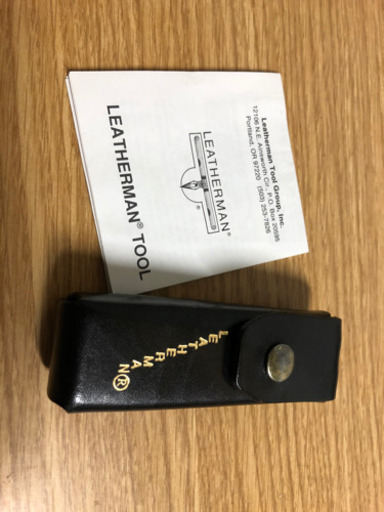 LEATHERMAN® TOOL
LEATHERMAN®
Leatherman Tool Group, Inc.
12106 N.E. Ainsworth Cir., P.O. Box 20595
Portland, OR 97220 (503) 253-7826
LEATHERMAN®